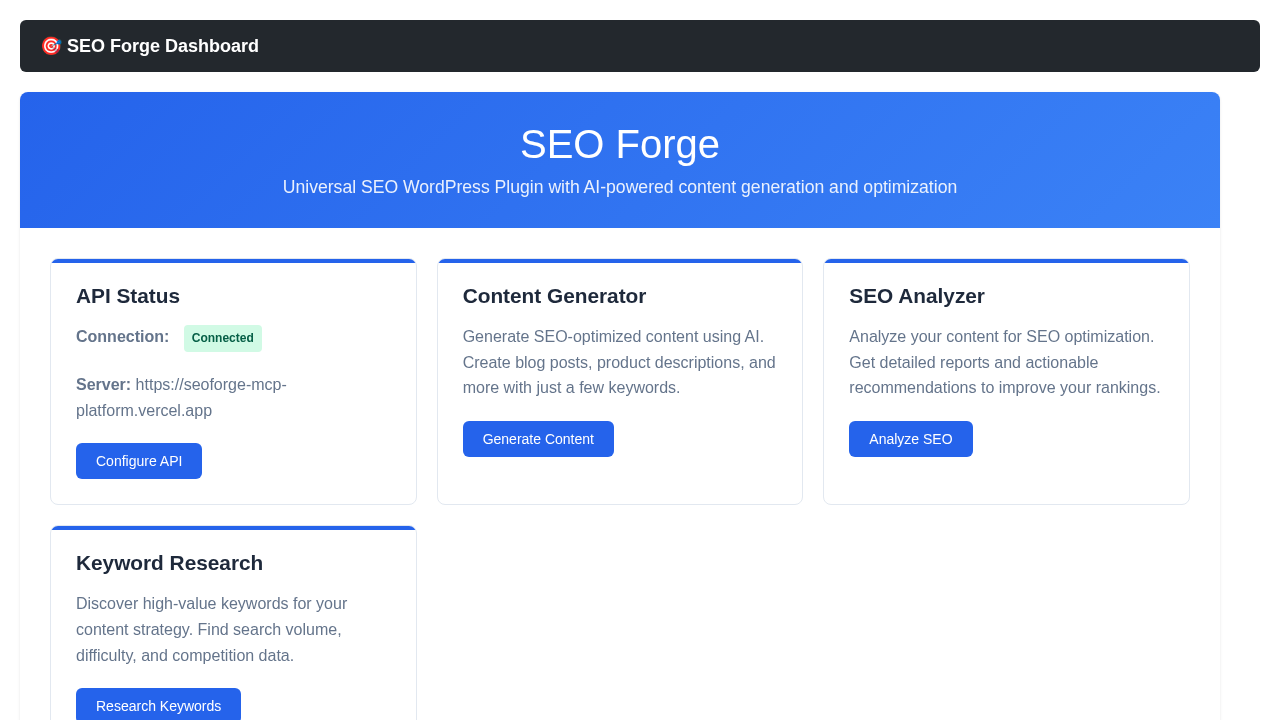 🎯 SEO Forge Dashboard
SEO Forge
Universal SEO WordPress Plugin with AI-powered content generation and optimization
API Status
Connection: Connected
Server: https://seoforge-mcp-
platform.vercel.app
Configure API
Content Generator
Generate SEO-optimized content using AI.
Create blog posts, product descriptions, and
more with just a few keywords.
Generate Content
SEO Analyzer
Analyze your content for SEO optimization.
Get detailed reports and actionable
recommendations to improve your rankings.
Analyze SEO
Keyword Research
Discover high-value keywords for your
content strategy. Find search volume,
difficulty, and competition data.
Research Keywords